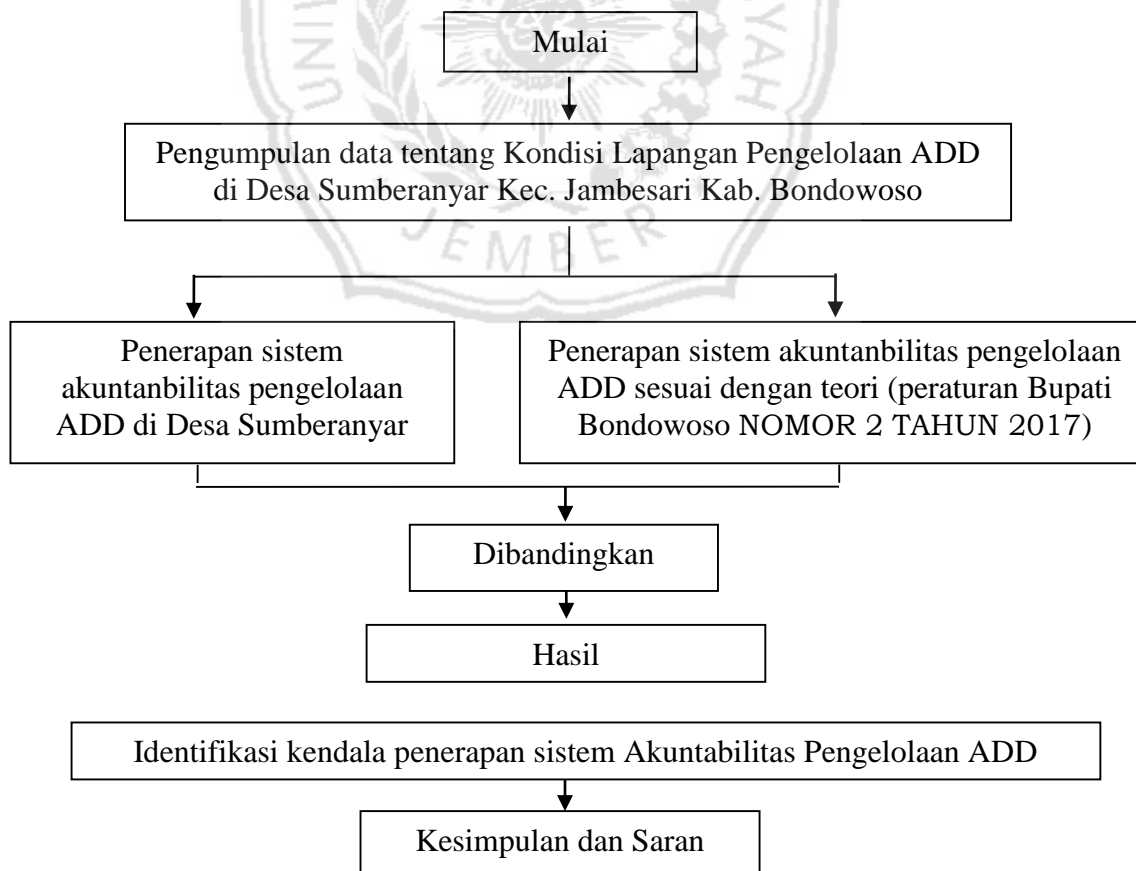 Mulai
Pengumpulan data tentang Kondisi Lapangan Pengelolaan ADD
di Desa Sumberanyar Kec. Jambesari Kab. Bondowoso
JEMBER
Penerapan sistem
akuntanbilitas pengelolaan
ADD di Desa Sumberanyar
Penerapan sistem akuntanbilitas pengelolaan
ADD sesuai dengan teori (peraturan Bupati
Bondowoso NOMOR 2 TAHUN 2017)
Dibandingkan
Hasil
Identifikasi kendala penerapan sistem Akuntabilitas Pengelolaan ADD
Kesimpulan dan Saran